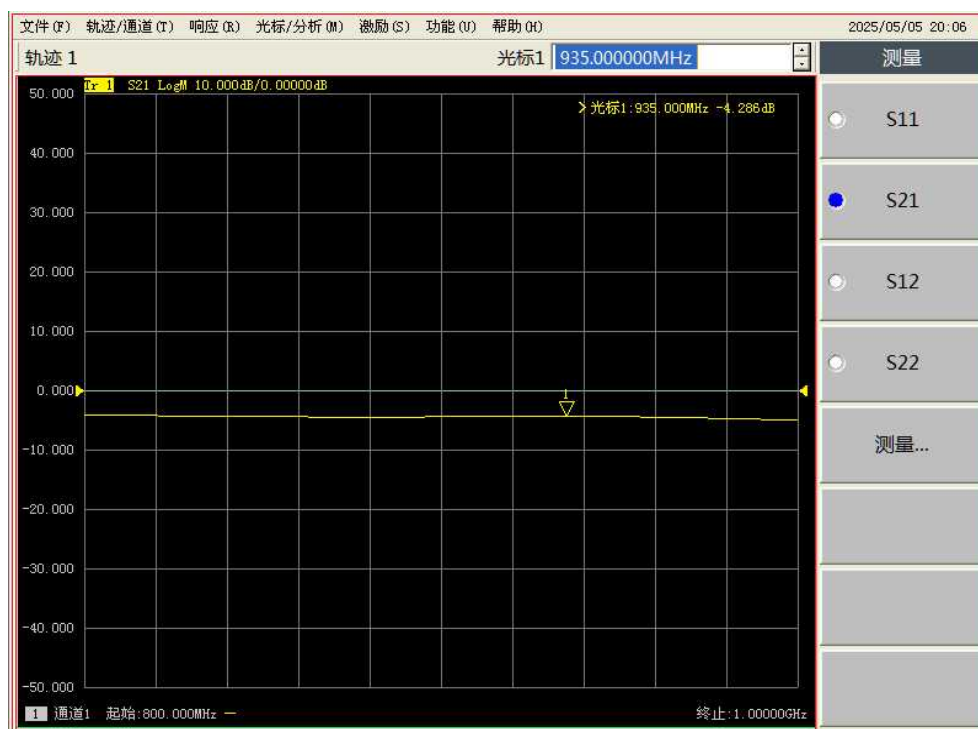 文件(F) 轨迹/通道(T) 响应(R) 光标/分析(M) 激励(S) 功能(U) 帮助(H) 2025/05/05 20:06
轨迹 1 光标1 935.000000MHz 测量
Tr 1 S21 LogM 10.000dB/0.00000dB
50.000
>光标1:935.000MHz -4.286dB
S11
40.000
S21
30.000
20.000
S12
10.000
S22
0.000
1
测量...
-10.000
-20.000
-30.000
-40.000
-50.000
1 通道1 起始:800.000MHz — 终止:1.00000GHz